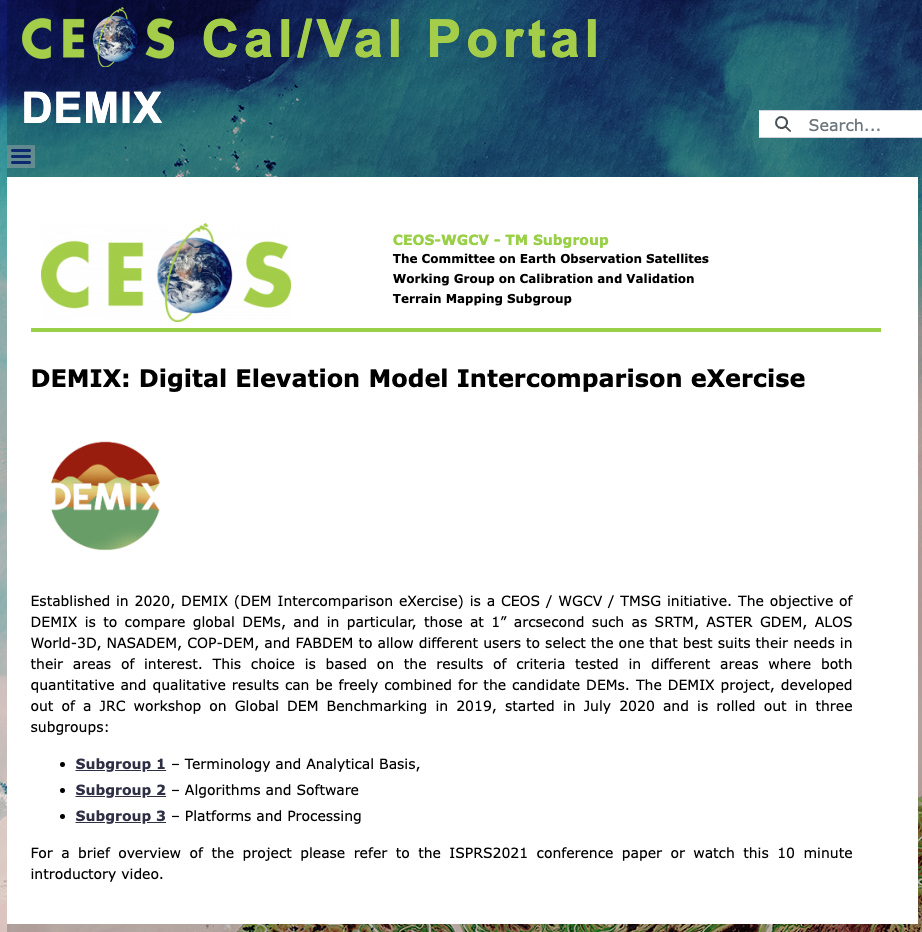 CEOS Cal/Val Portal
DEMIX
Search...
CEOS
CEOS-WGCV - TM Subgroup
The Committee on Earth Observation Satellites
Working Group on Calibration and Validation
Terrain Mapping Subgroup
DEMIX: Digital Elevation Model Intercomparison eXercise
DEMIX
Established in 2020, DEMIX (DEM Intercomparison eXercise) is a CEOS / WGCV / TMSG initiative. The objective of
DEMIX is to compare global DEMs, and in particular, those at 1” arcsecond such as SRTM, ASTER GDEM, ALOS
World-3D, NASADEM, COP-DEM, and FABDEM to allow different users to select the one that best suits their needs in
their areas of interest. This choice is based on the results of criteria tested in different areas where both
quantitative and qualitative results can be freely combined for the candidate DEMs. The DEMIX project, developed
out of a JRC workshop on Global DEM Benchmarking in 2019, started in July 2020 and is rolled out in three
subgroups:
• Subgroup 1 – Terminology and Analytical Basis,
• Subgroup 2 – Algorithms and Software
• Subgroup 3 – Platforms and Processing
For a brief overview of the project please refer to the ISPRS2021 conference paper or watch this 10 minute
introductory video.